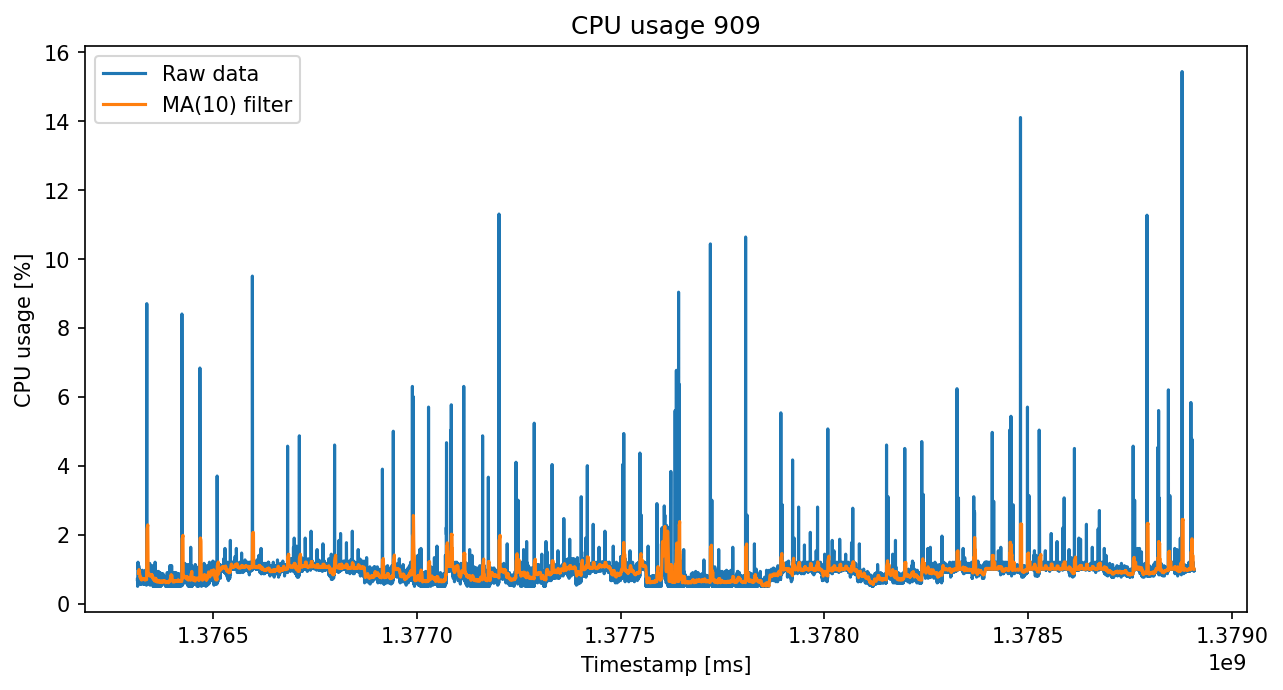 CPU usage 909
Raw data
MA(10) filter
CPU usage [%]
16
14
12
10
8
6
4
2
0
1.3765
1.3770
1.3775
1.3780
1.3785
1.3790
1e9
Timestamp [ms]